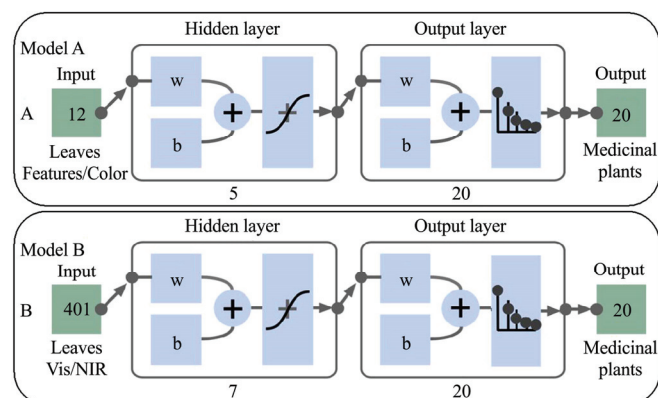 Model A
Hidden layer
Output layer
Input
Output
A
12
w
b
+
w
b
+
20
Leaves
Features/Color
Medicinal
plants
5
20
Model B
Hidden layer
Output layer
Input
Output
B
401
w
b
+
w
b
+
20
Leaves
Vis/NIR
Medicinal
plants
7
20